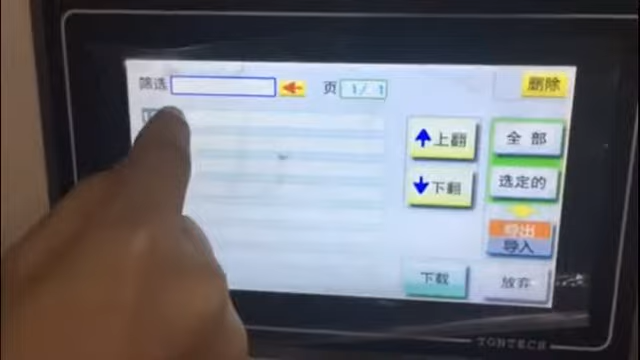 筛选 页 1/1 删除
上翻 全部
下翻 选定的
导出
导入
下载 放弃
TONTECH